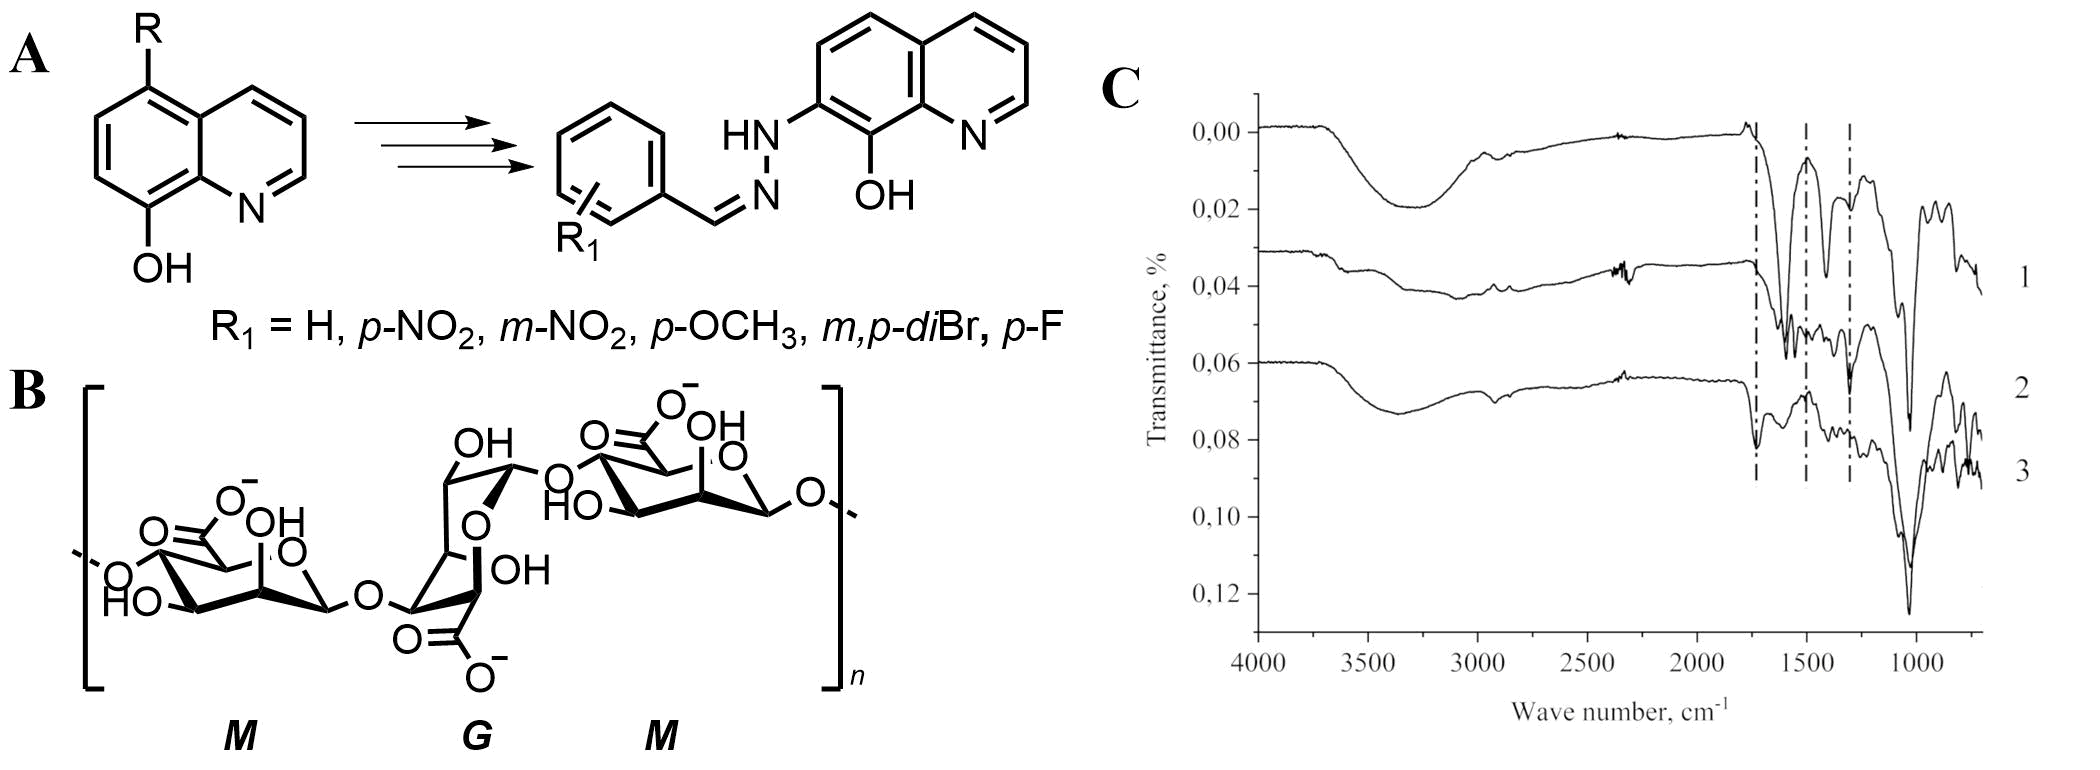 A
R
N
OH
HN
N
N
OH
R1
R1 = H, p-NO2, m-NO2, p-OCH3, m,p-diBr, p-F
B
O
HO
O
O−
OH
O
O
OH
O
OH
O
O−
O
HO
O
O−
OH
O
O
n
M G M
C
Transmittance, %
0,00
0,02
0,04
0,06
0,08
0,10
0,12
1
2
3
4000 3500 3000 2500 2000 1500 1000
Wave number, cm-1